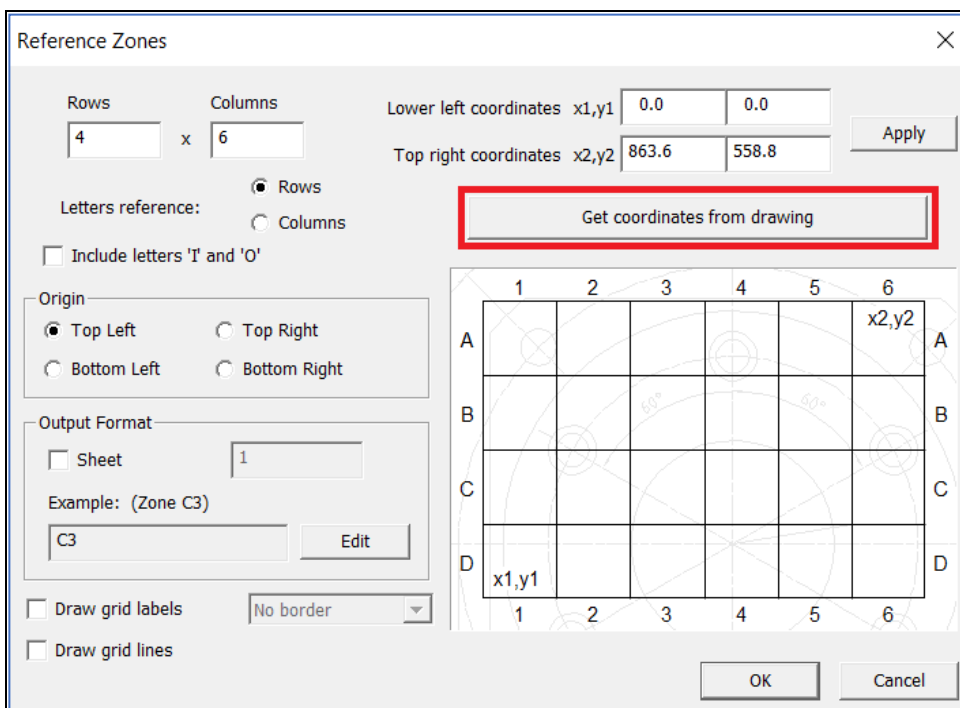 Reference Zones
Rows
Columns
4
x
6
Lower left coordinates x1,y1
0.0
0.0
Top right coordinates x2,y2
863.6
558.8
Apply
Letters reference:
Rows
Columns
Include letters 'I' and 'O'
Get coordinates from drawing
Origin
Top Left
Top Right
Bottom Left
Bottom Right
Output Format
Sheet
1
Example: (Zone C3)
C3
Edit
Draw grid labels
No border
Draw grid lines
1 2 3 4 5 6
x2,y2
A A
60° 60°
B B
C C
D D
x1,y1
1 2 3 4 5 6
OK
Cancel